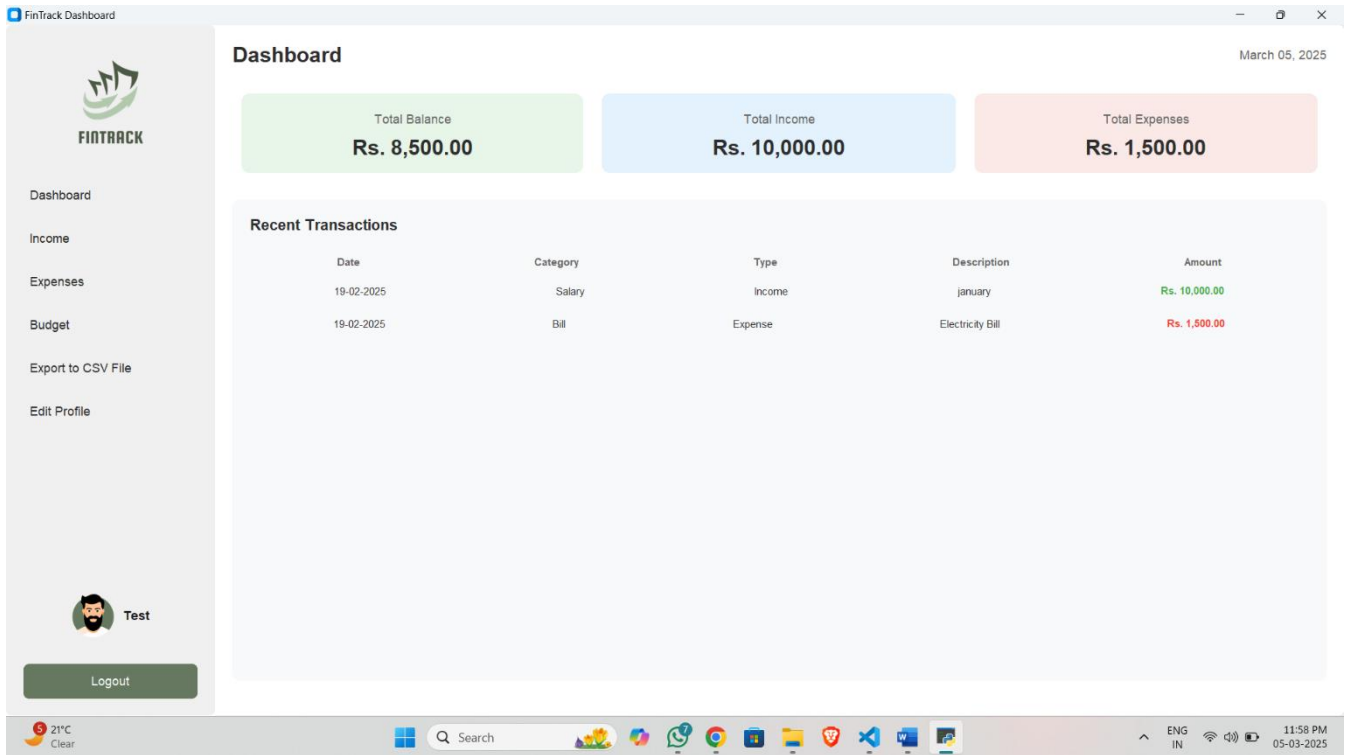 FinTrack Dashboard
FINTRACK
Dashboard
Income
Expenses
Budget
Export to CSV File
Edit Profile
Test
Logout
Dashboard
March 05, 2025
Total Balance
Rs. 8,500.00
Total Income
Rs. 10,000.00
Total Expenses
Rs. 1,500.00
Recent Transactions
Date Category Type Description Amount
19-02-2025 Salary Income january Rs. 10,000.00
19-02-2025 Bill Expense Electricity Bill Rs. 1,500.00
5
21°C
Clear
Search
7
W
ENG
IN
11:58 PM
05-03-2025